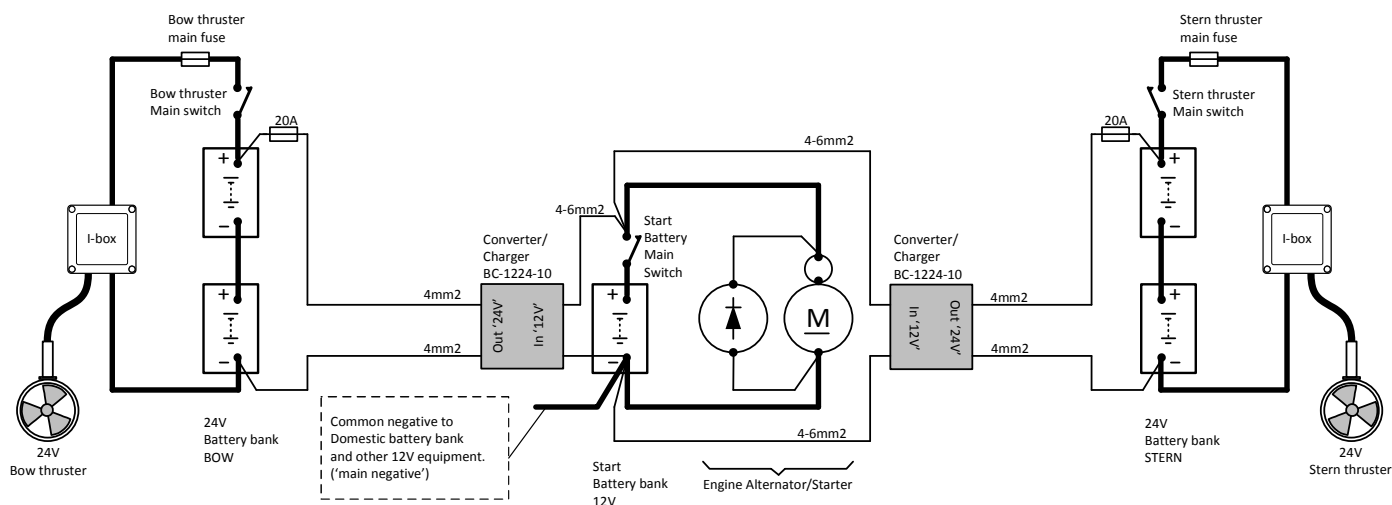 Bow thruster
main fuse
Bow thruster
Main switch
20A
+
−
I-box
+
−
24V
Bow thruster
24V
Battery bank
BOW
4mm2
4mm2
Converter/
Charger
BC-1224-10
Out ‘24V’
In ‘12V’
4-6mm2
Start
Battery
Main
Switch
+
−
Common negative to
Domestic battery bank
and other 12V equipment.
(‘main negative’)
Start
Battery bank
12V
4-6mm2
M
4-6mm2
Engine Alternator/Starter
Converter/
Charger
BC-1224-10
In ‘12V’
Out ‘24V’
4mm2
4mm2
Stern thruster
main fuse
Stern thruster
Main switch
20A
+
−
I-box
+
−
24V
Battery bank
STERN
24V
Stern thruster